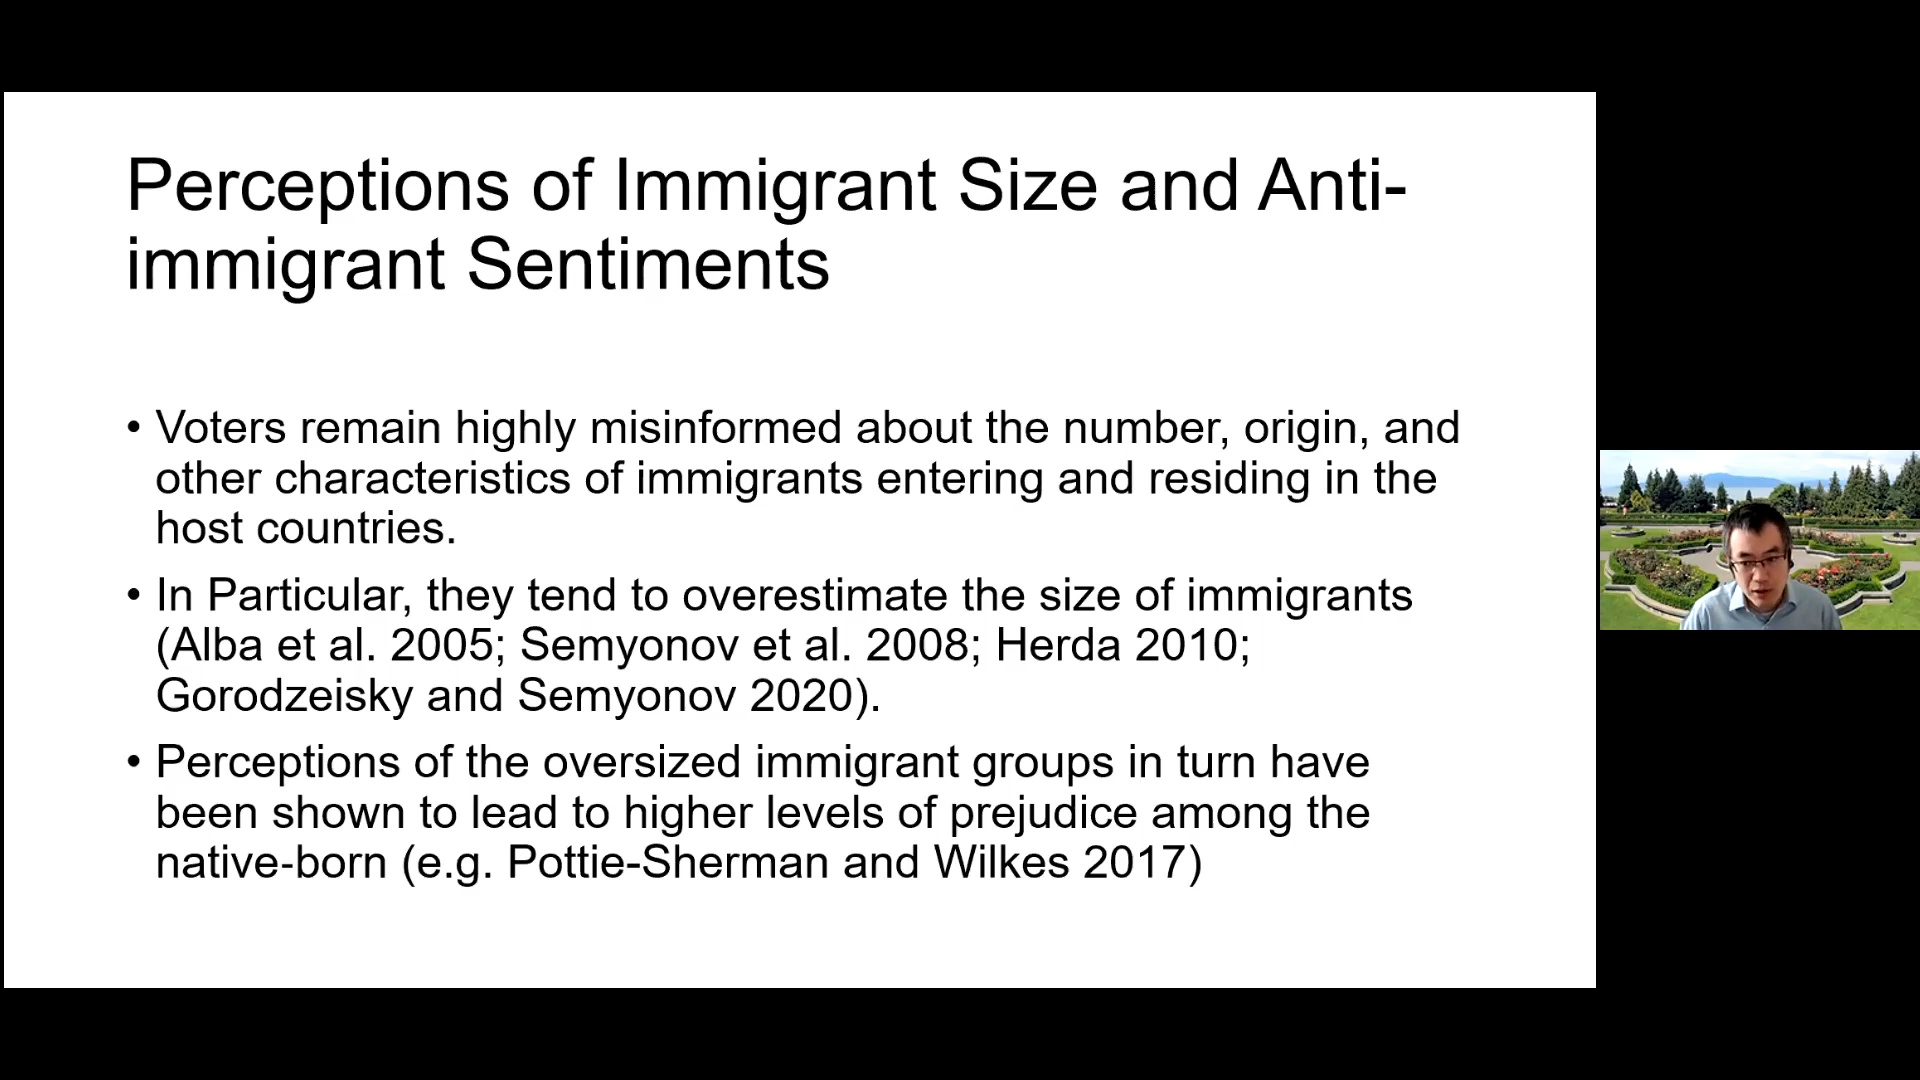 Perceptions of Immigrant Size and Anti-
immigrant Sentiments
• Voters remain highly misinformed about the number, origin, and
other characteristics of immigrants entering and residing in the
host countries.
• In Particular, they tend to overestimate the size of immigrants
(Alba et al. 2005; Semyonov et al. 2008; Herda 2010;
Gorodzeisky and Semyonov 2020).
• Perceptions of the oversized immigrant groups in turn have
been shown to lead to higher levels of prejudice among the
native-born (e.g. Pottie-Sherman and Wilkes 2017)